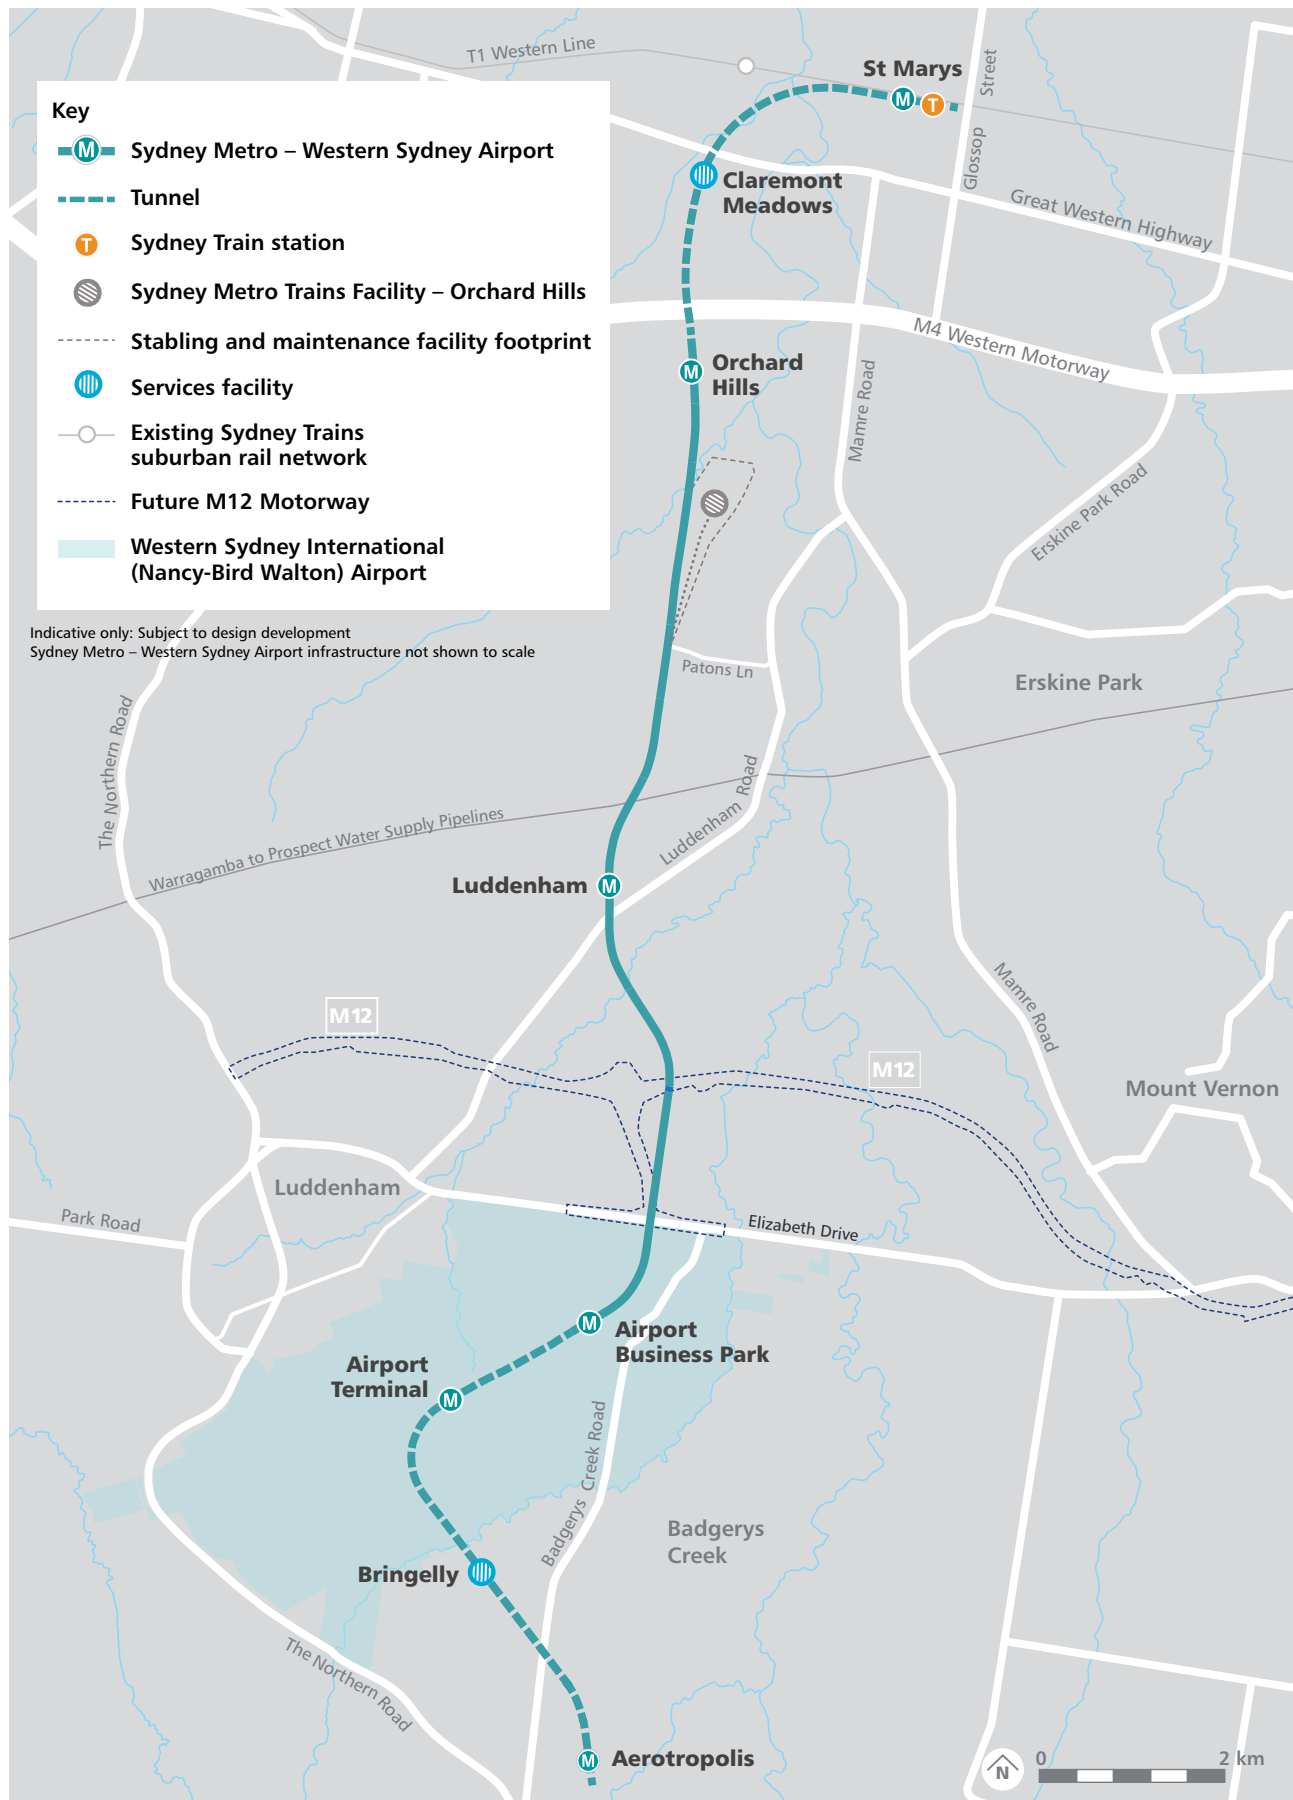 T1 Western Line
St Marys
M
T
Glossop Street
Key
M Sydney Metro – Western Sydney Airport
Tunnel
T Sydney Train station
Sydney Metro Trains Facility – Orchard Hills
Stabling and maintenance facility footprint
Services facility
Existing Sydney Trains
suburban rail network
Future M12 Motorway
Western Sydney International
(Nancy-Bird Walton) Airport
Indicative only: Subject to design development
Sydney Metro – Western Sydney Airport infrastructure not shown to scale
Claremont
Meadows
Great Western Highway
M4 Western Motorway
M
Orchard
Hills
Mamre Road
Erskine Park Road
Patons Ln
Erskine Park
The Northern Road
Luddenham Road
Warragamba to Prospect Water Supply Pipelines
Luddenham
M
Mamre Road
M12
M12
Mount Vernon
Luddenham
Park Road
Elizabeth Drive
M
Airport
Business Park
Airport
Terminal
M
Badgerys Creek Road
Badgerys
Creek
Bringelly
The Northern Road
M
Aerotropolis
N
0
2 km